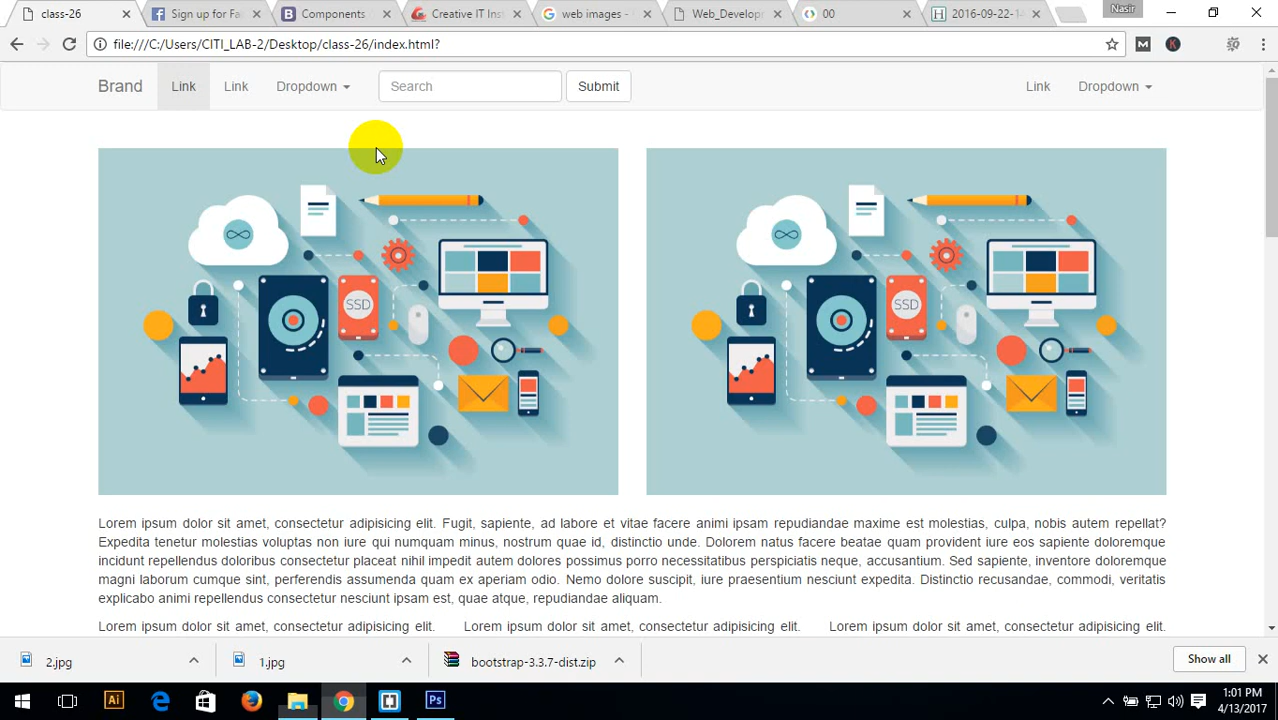 class-26
Sign up for Fa
Components
Creative IT Inst
web images -
Web_Develop
00
2016-09-22-1
Nasir
file:///C:/Users/CITI_LAB-2/Desktop/class-26/index.html?
Brand
Link
Link
Dropdown
Search
Submit
Link
Dropdown
SSD
SSD
Lorem ipsum dolor sit amet, consectetur adipisicing elit. Fugit, sapiente, ad labore et vitae facere animi ipsam repudiandae maxime est molestias, culpa, nobis autem repellat?
Expedita tenetur molestias voluptas non iure qui numquam minus, nostrum quae id, distinctio unde. Dolorem natus facere beatae quam provident iure eos sapiente doloremque
incidunt repellendus doloribus consectetur placeat nihil impedit autem dolores possimus porro necessitatibus perspiciatis neque, accusantium. Sed sapiente, inventore doloremque
magni laborum cumque sint, perferendis assumenda quam ex aperiam odio. Nemo dolore suscipit, iure praesentium nesciunt expedita. Distinctio recusandae, commodi, veritatis
explicabo animi repellendus consectetur nesciunt ipsam est, quae atque, repudiandae aliquam.
Lorem ipsum dolor sit amet, consectetur adipisicing elit.
Lorem ipsum dolor sit amet, consectetur adipisicing elit.
Lorem ipsum dolor sit amet, consectetur adipisicing elit.
2.jpg
1.jpg
bootstrap-3.3.7-dist.zip
Show all
Ai
Ps
1:01 PM
4/13/2017